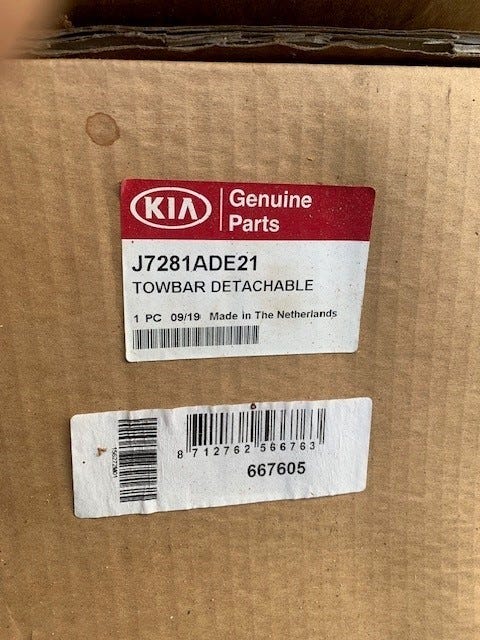 KIA
Genuine
Parts
J7281ADE21
TOWBAR DETACHABLE
1 PC 09/19 Made in The Netherlands
8 712762 566763
667605